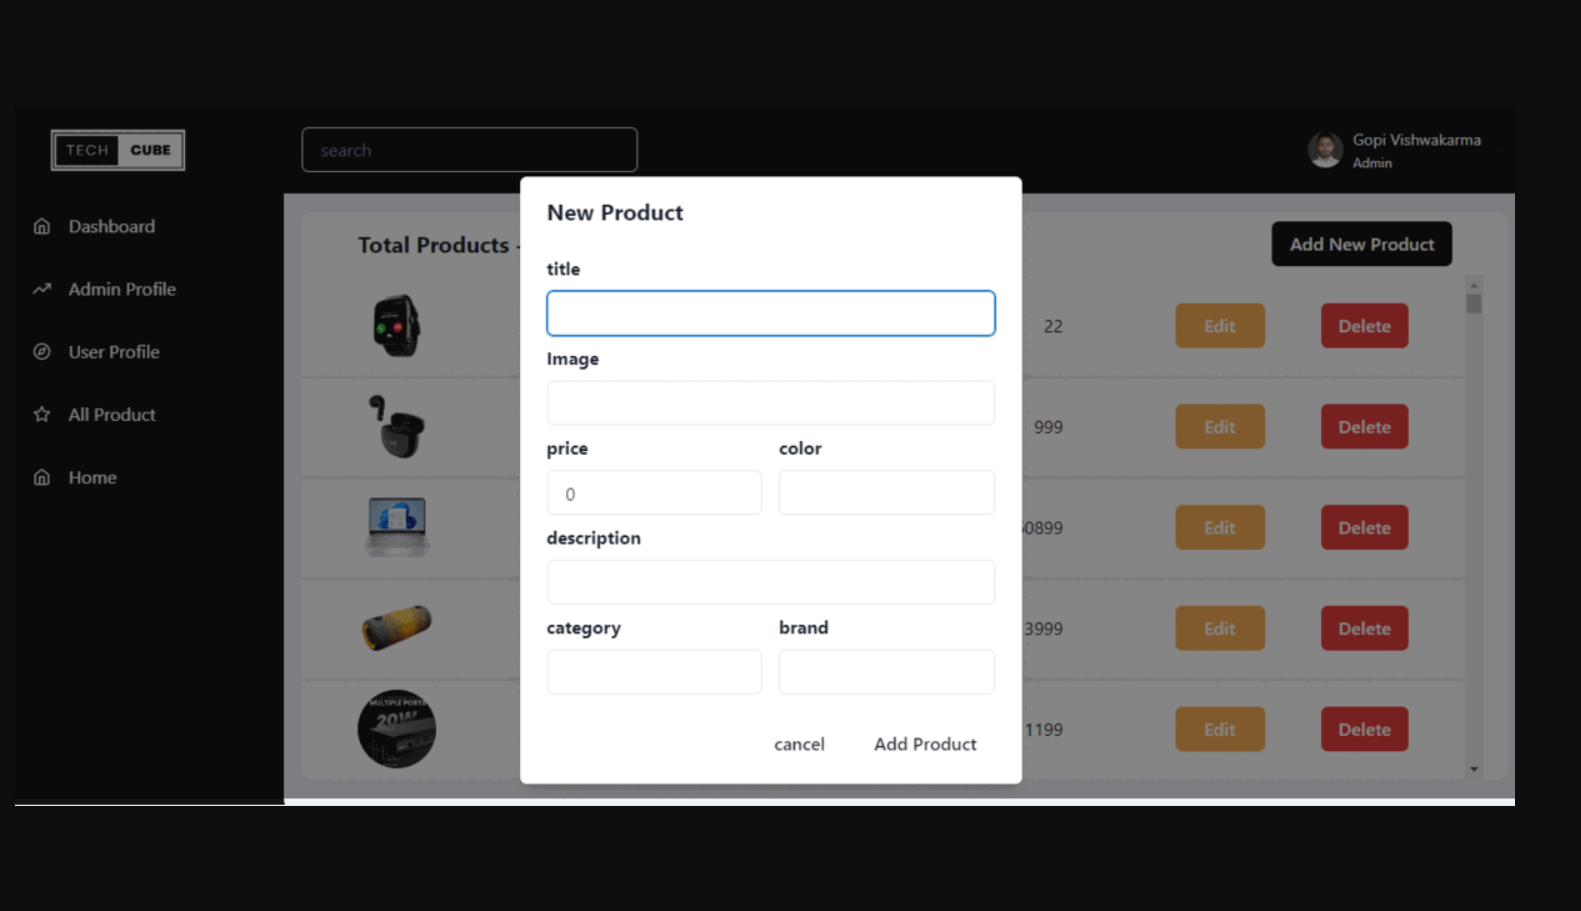 TECH CUBE
search
Gopi Vishwakarma
Admin
Dashboard
Admin Profile
User Profile
All Product
Home
Total Products -
Add New Product
22
Edit
Delete
999
Edit
Delete
0899
Edit
Delete
3999
Edit
Delete
MULTIPLE PORTS
20W
1199
Edit
Delete
New Product
title
Image
price
color
0
description
category
brand
cancel
Add Product